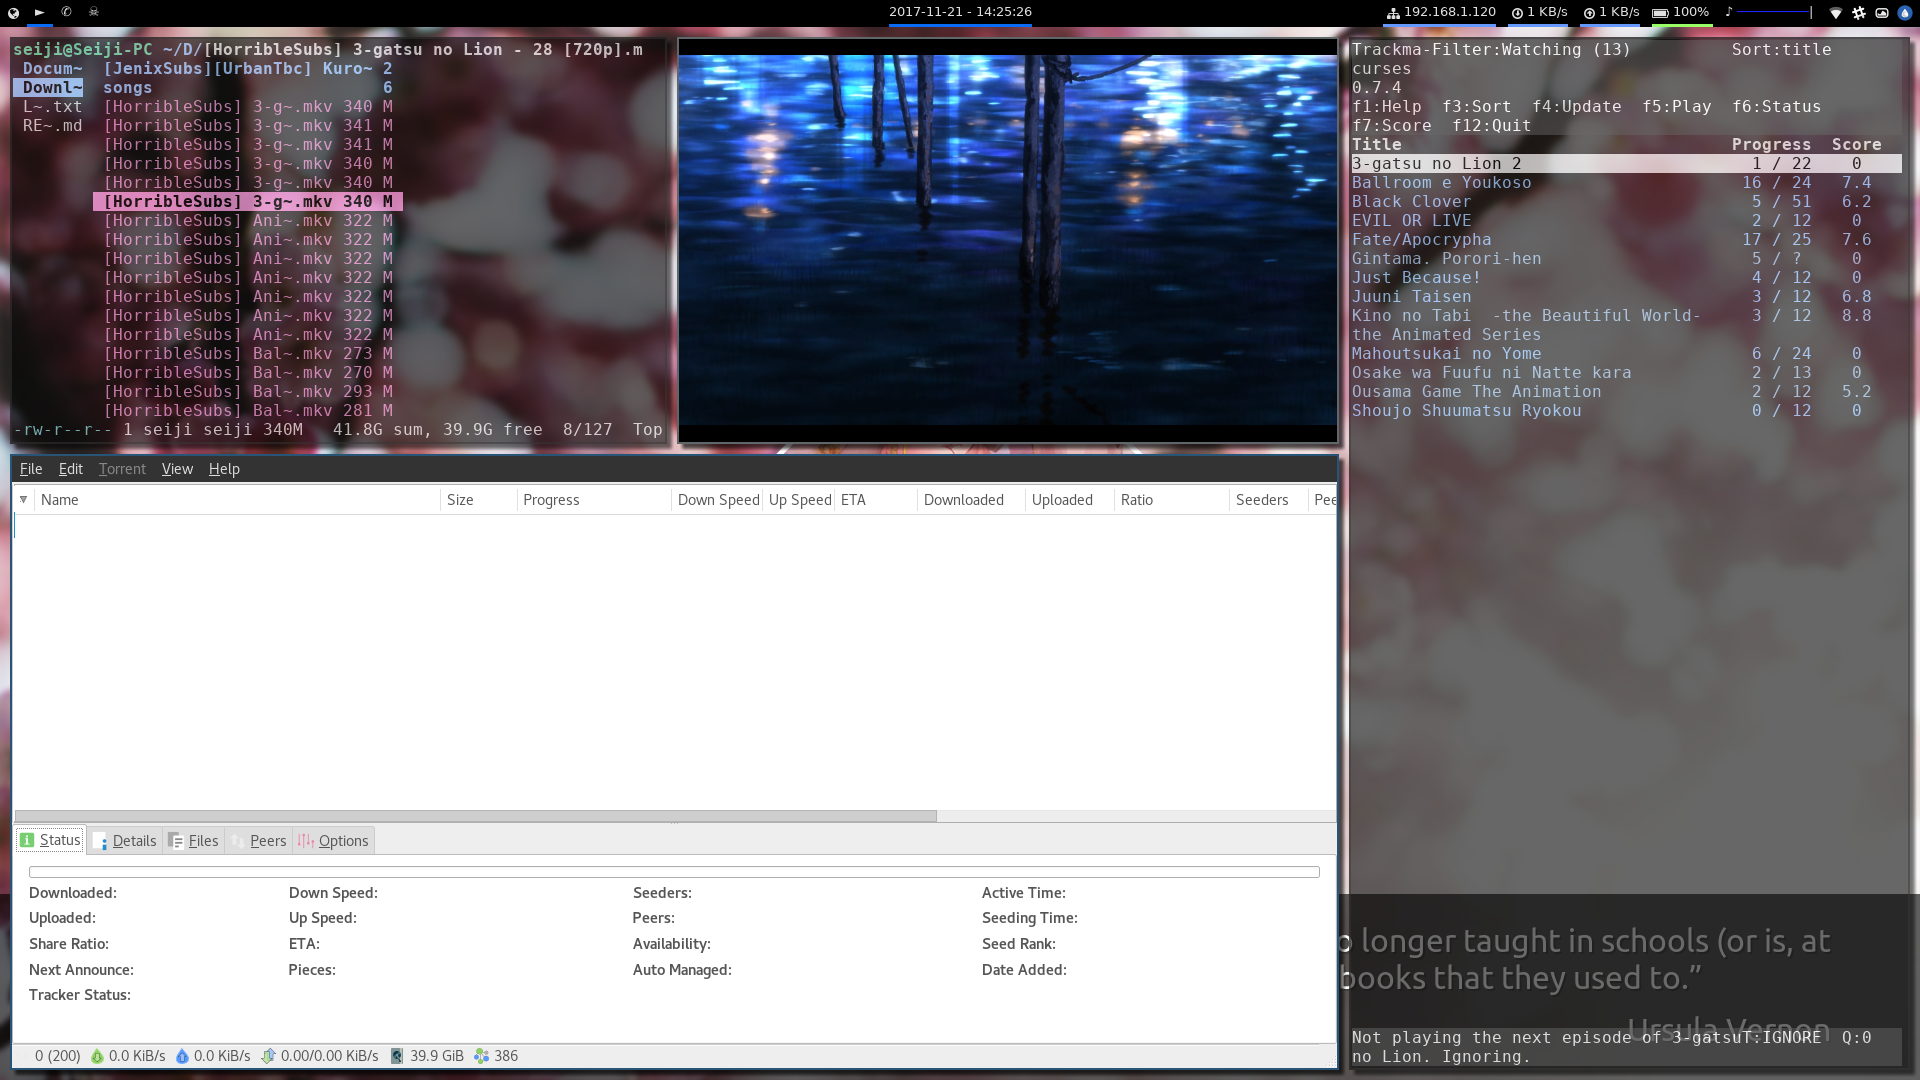 2017-11-21 - 14:25:26
192.168.1.120 1 KB/s 1 KB/s 100%
seiji@Seiji-PC ~/D/[HorribleSubs] 3-gatsu no Lion - 28 [720p].m
Docum~ [JenixSubs][UrbanTbc] Kuro~ 2
Downl~ songs 6
L~.txt [HorribleSubs] 3-g~.mkv 340 M
RE~.md [HorribleSubs] 3-g~.mkv 341 M
[HorribleSubs] 3-g~.mkv 341 M
[HorribleSubs] 3-g~.mkv 340 M
[HorribleSubs] 3-g~.mkv 340 M
[HorribleSubs] 3-g~.mkv 340 M
[HorribleSubs] Ani~.mkv 322 M
[HorribleSubs] Ani~.mkv 322 M
[HorribleSubs] Ani~.mkv 322 M
[HorribleSubs] Ani~.mkv 322 M
[HorribleSubs] Ani~.mkv 322 M
[HorribleSubs] Ani~.mkv 322 M
[HorribleSubs] Ani~.mkv 322 M
[HorribleSubs] Bal~.mkv 273 M
[HorribleSubs] Bal~.mkv 270 M
[HorribleSubs] Bal~.mkv 293 M
[HorribleSubs] Bal~.mkv 281 M
-rw-r--r-- 1 seiji seiji 340M 41.8G sum, 39.9G free 8/127 Top
Trackma-Filter:Watching (13) Sort:title
curses
0.7.4
f1:Help f3:Sort f4:Update f5:Play f6:Status
f7:Score f12:Quit
Title Progress Score
3-gatsu no Lion 2 1 / 22 0
Ballroom e Youkoso 16 / 24 7.4
Black Clover 5 / 51 6.2
EVIL OR LIVE 2 / 12 0
Fate/Apocrypha 17 / 25 7.6
Gintama. Porori-hen 5 / ? 0
Just Because! 4 / 12 0
Juuni Taisen 3 / 12 6.8
Kino no Tabi -the Beautiful World- 3 / 12 8.8
the Animated Series
Mahoutsukai no Yome 6 / 24 0
Osake wa Fuufu ni Natte kara 2 / 13 0
Ousama Game The Animation 2 / 12 5.2
Shoujo Shuumatsu Ryokou 0 / 12 0
File Edit Torrent View Help
Name Size Progress Down Speed Up Speed ETA Downloaded Uploaded Ratio Seeders Pee
Status Details Files Peers Options
Downloaded: Down Speed: Seeders: Active Time:
Uploaded: Up Speed: Peers: Seeding Time:
Share Ratio: ETA: Availability: Seed Rank:
Next Announce: Pieces: Auto Managed: Date Added:
Tracker Status:
0 (200) 0.0 KiB/s 0.0 KiB/s 0.00/0.00 KiB/s 39.9 GiB 386
longer taught in schools (or is, at
books that they used to.”
Ursula Vernon
Not playing the next episode of 3-gatsuT:IGNORE Q:0
no Lion. Ignoring.